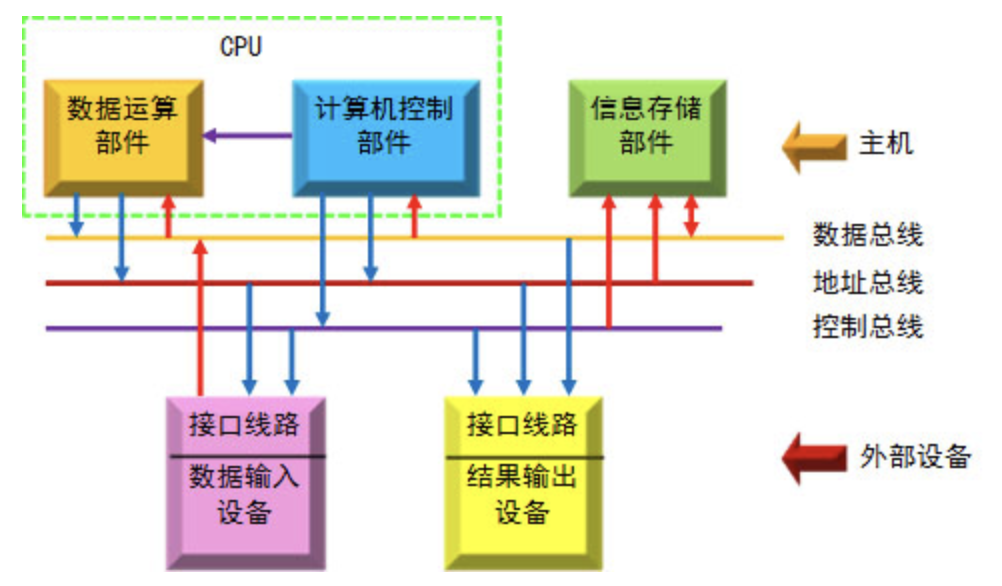 CPU
数据运算
部件
计算机控制
部件
信息存储
部件
主机
数据总线
地址总线
控制总线
接口线路
数据输入
设备
接口线路
结果输出
设备
外部设备